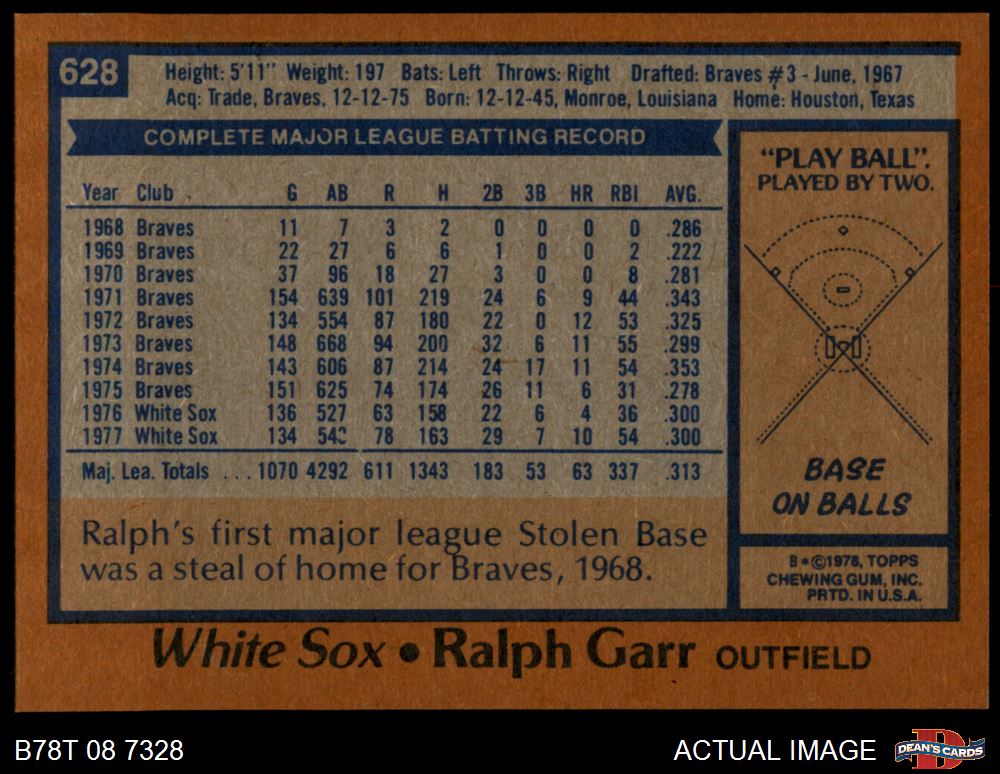 628
Height: 5'11" Weight: 197 Bats: Left Throws: Right Drafted: Braves #3 - June, 1967
Acq: Trade, Braves, 12-12-75 Born: 12-12-45, Monroe, Louisiana Home: Houston, Texas
COMPLETE MAJOR LEAGUE BATTING RECORD
Year Club G AB R H 2B 3B HR RBI AVG.
1968 Braves 11 7 3 2 0 0 0 0 .286
1969 Braves 22 27 6 6 1 0 0 2 .222
1970 Braves 37 96 18 27 3 0 0 8 .281
1971 Braves 154 639 101 219 24 6 9 44 .343
1972 Braves 134 554 87 180 22 0 12 53 .325
1973 Braves 148 668 94 200 32 6 11 55 .299
1974 Braves 143 606 87 214 24 17 11 54 .353
1975 Braves 151 625 74 174 26 11 6 31 .278
1976 White Sox 136 527 63 158 22 6 4 36 .300
1977 White Sox 134 543 78 163 29 7 10 54 .300
Maj. Lea. Totals . . . 1070 4292 611 1343 183 53 63 337 .313
Ralph's first major league Stolen Base
was a steal of home for Braves, 1968.
"PLAY BALL".
PLAYED BY TWO.
BASE
ON BALLS
B*©1978, TOPPS
CHEWING GUM, INC.
PRTD. IN U.S.A.
White Sox • Ralph Garr OUTFIELD
B78T 08 7328
ACTUAL IMAGE
D
DEAN'S CARDS